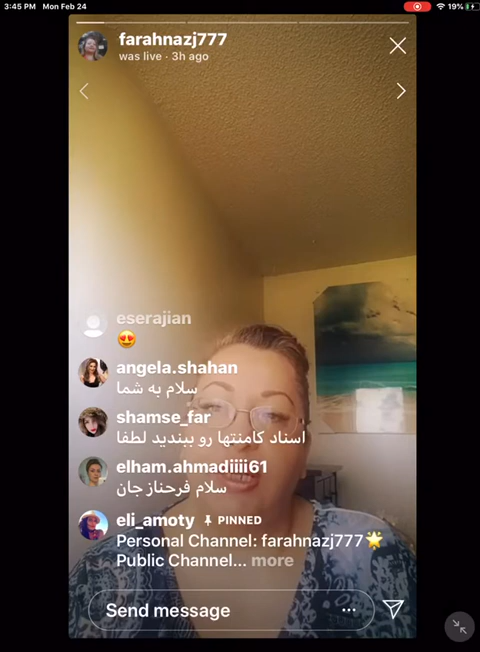 3:45 PM Mon Feb 24
19%
farahnazj777
was live · 3h ago
eserajian
😍
angela.shahan
سلام به شما
shamse_far
اسناد کامنتها رو ببندید لطفا
elham.ahmadiiii61
سلام فرحناز جان
eli_amoty PINNED
Personal Channel: farahnazj777🌟
Public Channel... more
Send message